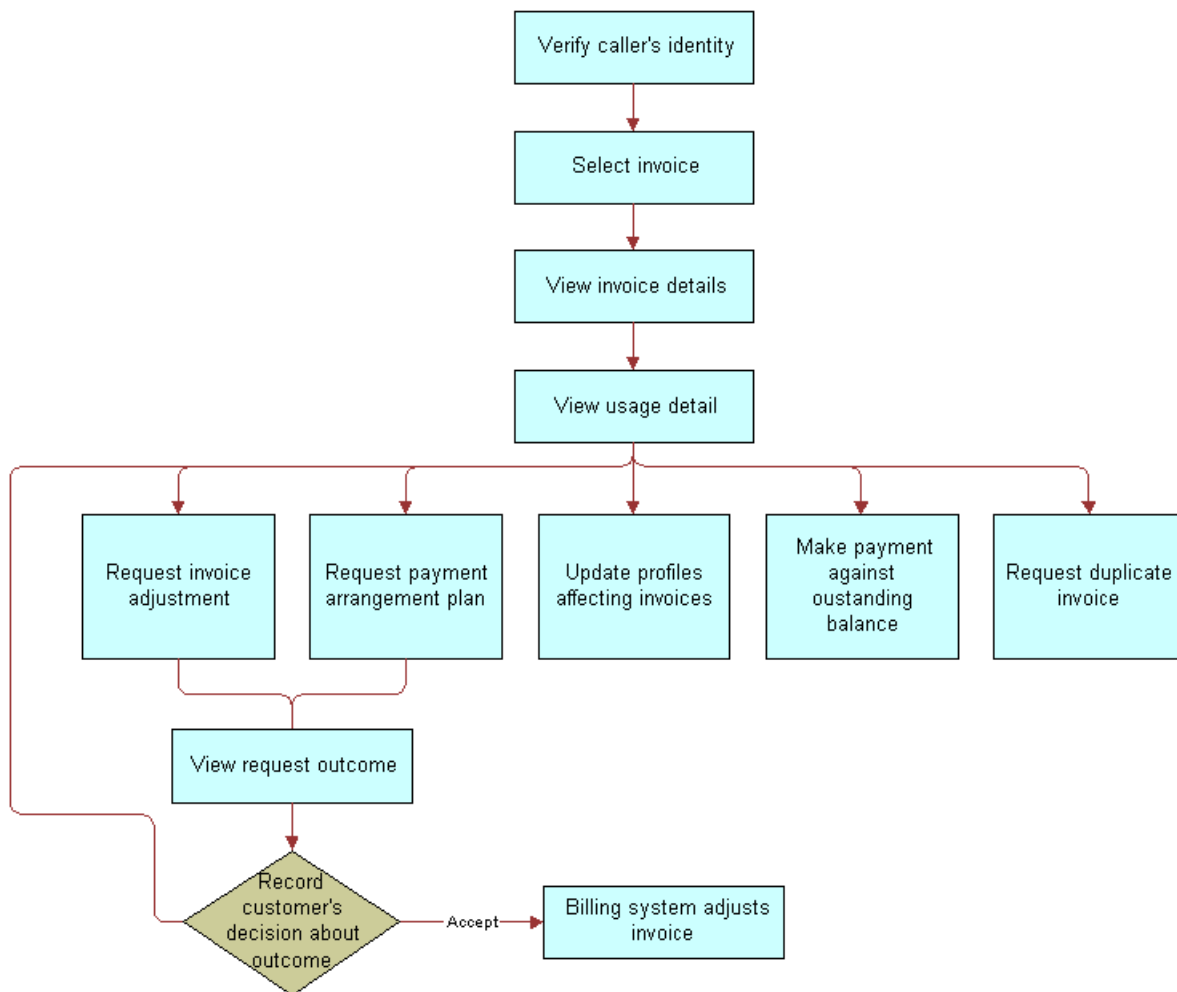 Verify caller's identity
Select invoice
View invoice details
View usage detail
Request invoice
adjustment
Request payment
arrangement plan
Update profiles
affecting invoices
Make payment
against
oustanding
balance
Request duplicate
invoice
View request outcome
Record
customer's
decision about
outcome
Accept
Billing system adjusts
invoice